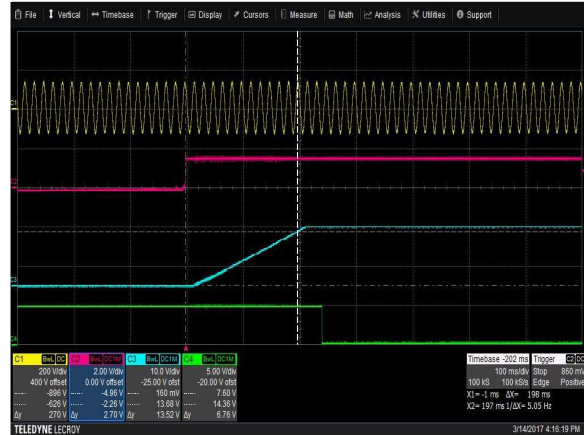 File Vertical Timebase Trigger Display Cursors Measure Math Analysis Utilities Support
C1
C2
C3
C4
C1 BwL DC
200 V/div
400 V offset
-896 V
-626 V
Δy 270 V
C2 BwL DC1M
2.00 V/div
0.00 V offset
-4.96 V
-2.26 V
Δy 2.70 V
C3 BwL DC1M
10.0 V/div
-25.00 V ofst
160 mV
13.68 V
Δy 13.52 V
C4 BwL DC1M
5.00 V/div
-20.00 V ofst
7.60 V
14.36 V
Δy 6.76 V
Timebase -202 ms
100 ms/div
100 kS 100 kS/s
Trigger C2 DC
Stop 860 mV
Edge Positive
X1= -1 ms ΔX= 198 ms
X2= 197 ms 1/ΔX= 5.05 Hz
TELEDYNE LECROY
3/14/2017 4:16:19 PM